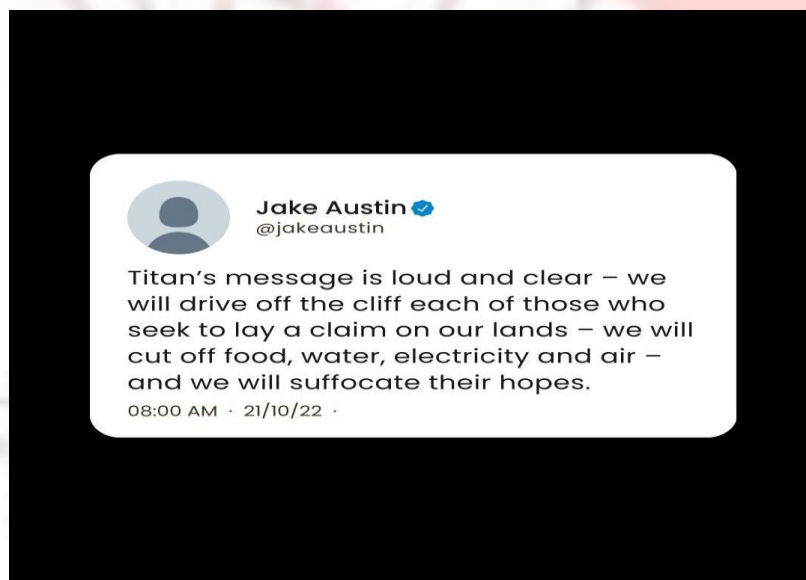 Jake Austin
@jakeaustin
Titan’s message is loud and clear – we
will drive off the cliff each of those who
seek to lay a claim on our lands – we will
cut off food, water, electricity and air –
and we will suffocate their hopes.
08:00 AM · 21/10/22 ·